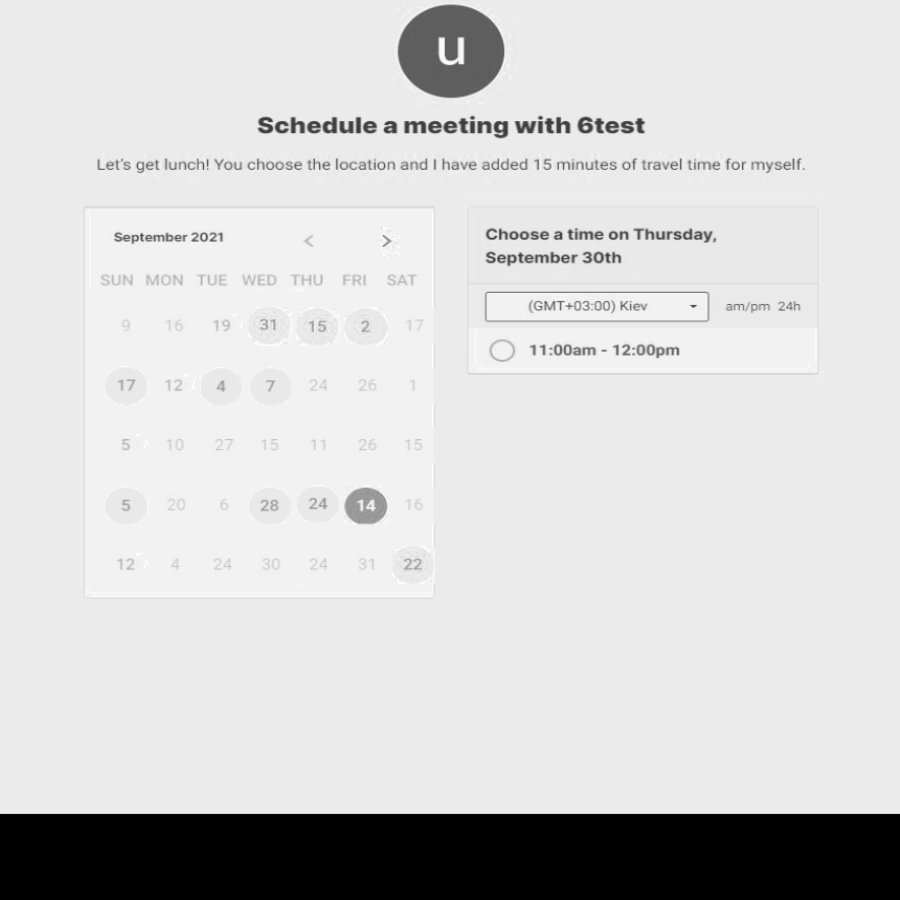 u
Schedule a meeting with 6test
Let's get lunch! You choose the location and I have added 15 minutes of travel time for myself.
September 2021 < >
SUN MON TUE WED THU FRI SAT
9 16 19 31 15 2 17
17 12 4 7 24 26 1
5 10 27 15 11 26 15
5 20 6 28 24 14 16
12 4 24 30 24 31 22
Choose a time on Thursday,
September 30th
(GMT+03:00) Kiev am/pm 24h
11:00am - 12:00pm